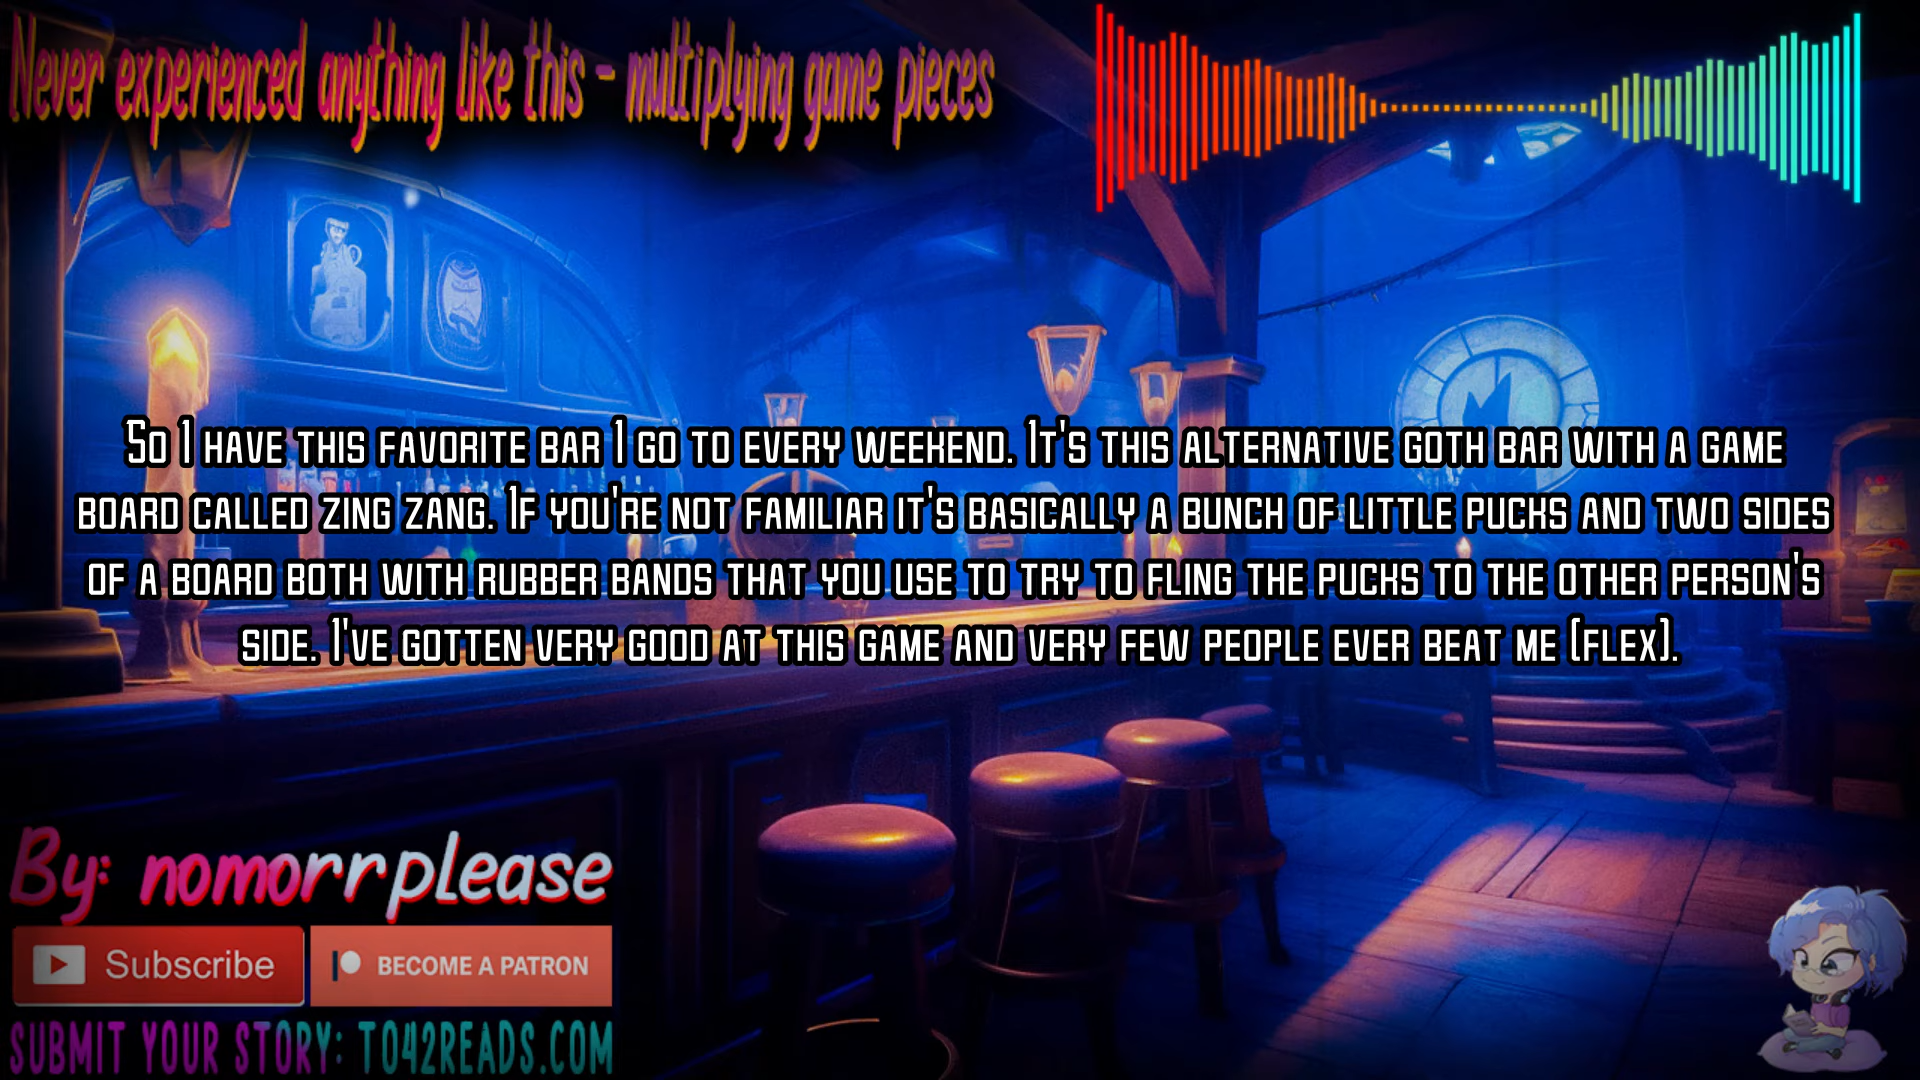 Never experienced anything like this - multiplying game pieces
So I have this favorite bar I go to every weekend. It's this alternative goth bar with a game
board called zing zang. If you're not familiar it's basically a bunch of little pucks and two sides
of a board both with rubber bands that you use to try to fling the pucks to the other person's
side. I've gotten very good at this game and very few people ever beat me (flex).
By: nomorrplease
Subscribe
BECOME A PATRON
SUBMIT YOUR STORY: TO42READS.COM